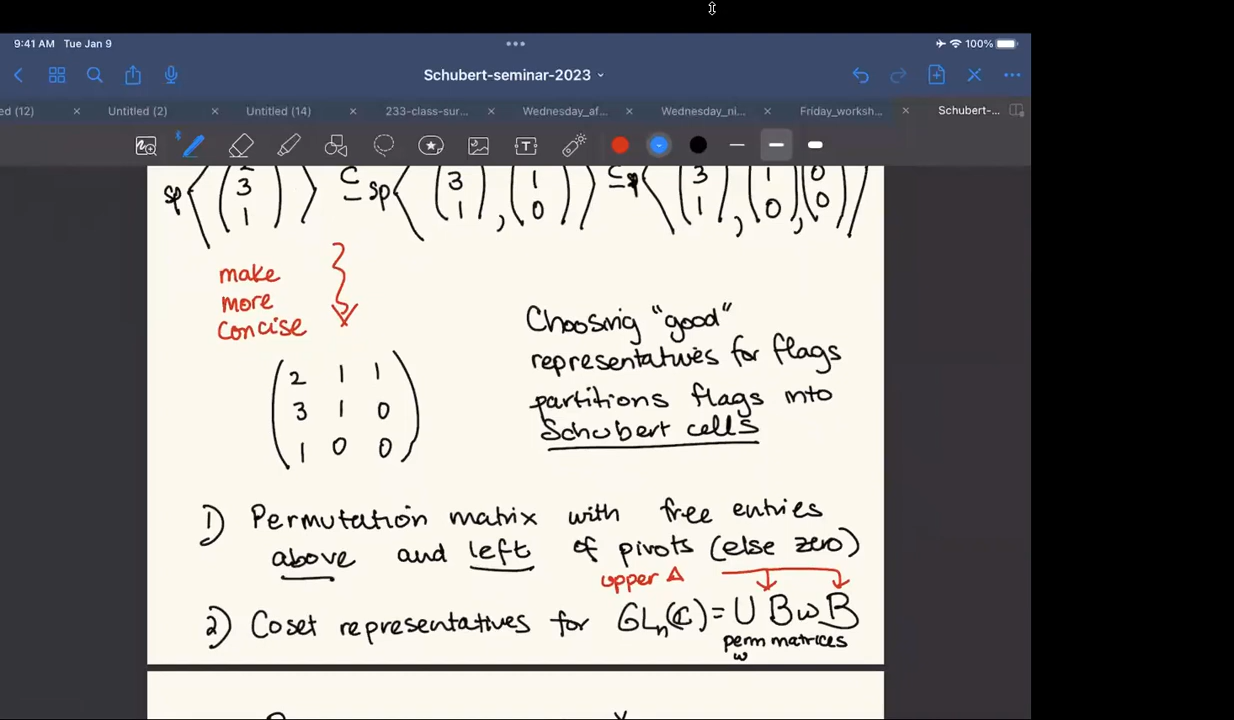 9:41 AM Tue Jan 9
100%
Schubert-seminar-2023
ed (12)
Untitled (2)
Untitled (14)
233-class-sur...
Wednesday_af...
Wednesday_ni...
Friday_worksh...
Schubert-...
sp⟨ ( 3 1 ) ⟩ ⊆ sp⟨ ( 3 1 ) , ( 1 0 ) ⟩ ⊆ sp⟨ ( 3 1 ) , ( 1 0 ) , ( 0 0 ) ⟩
make
more
concise
2 1 1
3 1 0
1 0 0
Choosing "good"
representatives for flags
partitions flags into
Schubert cells
1) Permutation matrix with free entries
above and left of pivots (else zero)
upper Δ
2) Coset representatives for GLₙ(ℂ) = U BwB
perm matrices
w